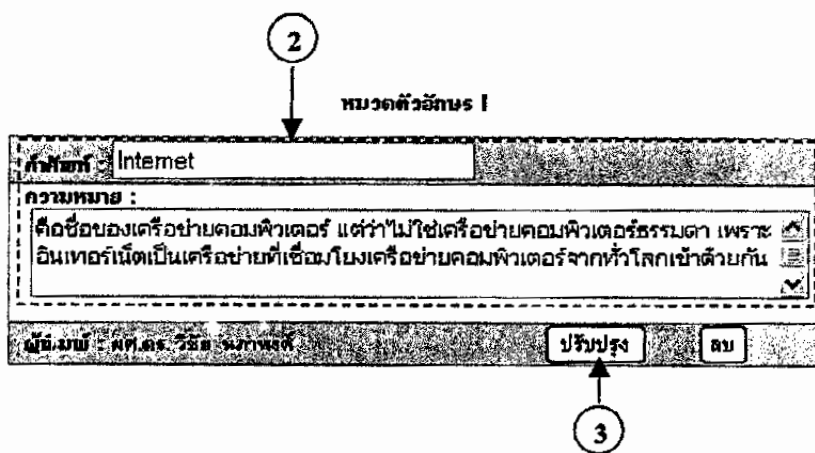 2
หมวดตัวอักษร I
คำศัพท์ : Internet
ความหมาย :
คือชื่อของเครือข่ายคอมพิวเตอร์ แต่ว่าไม่ใช่เครือข่ายคอมพิวเตอร์ธรรมดา เพราะ
อินเทอร์เน็ตเป็นเครือข่ายที่เชื่อมโยงเครือข่ายคอมพิวเตอร์จากทั่วโลกเข้าด้วยกัน
ผศ.ดร. วิชัย ปรับปรุง ลบ
3